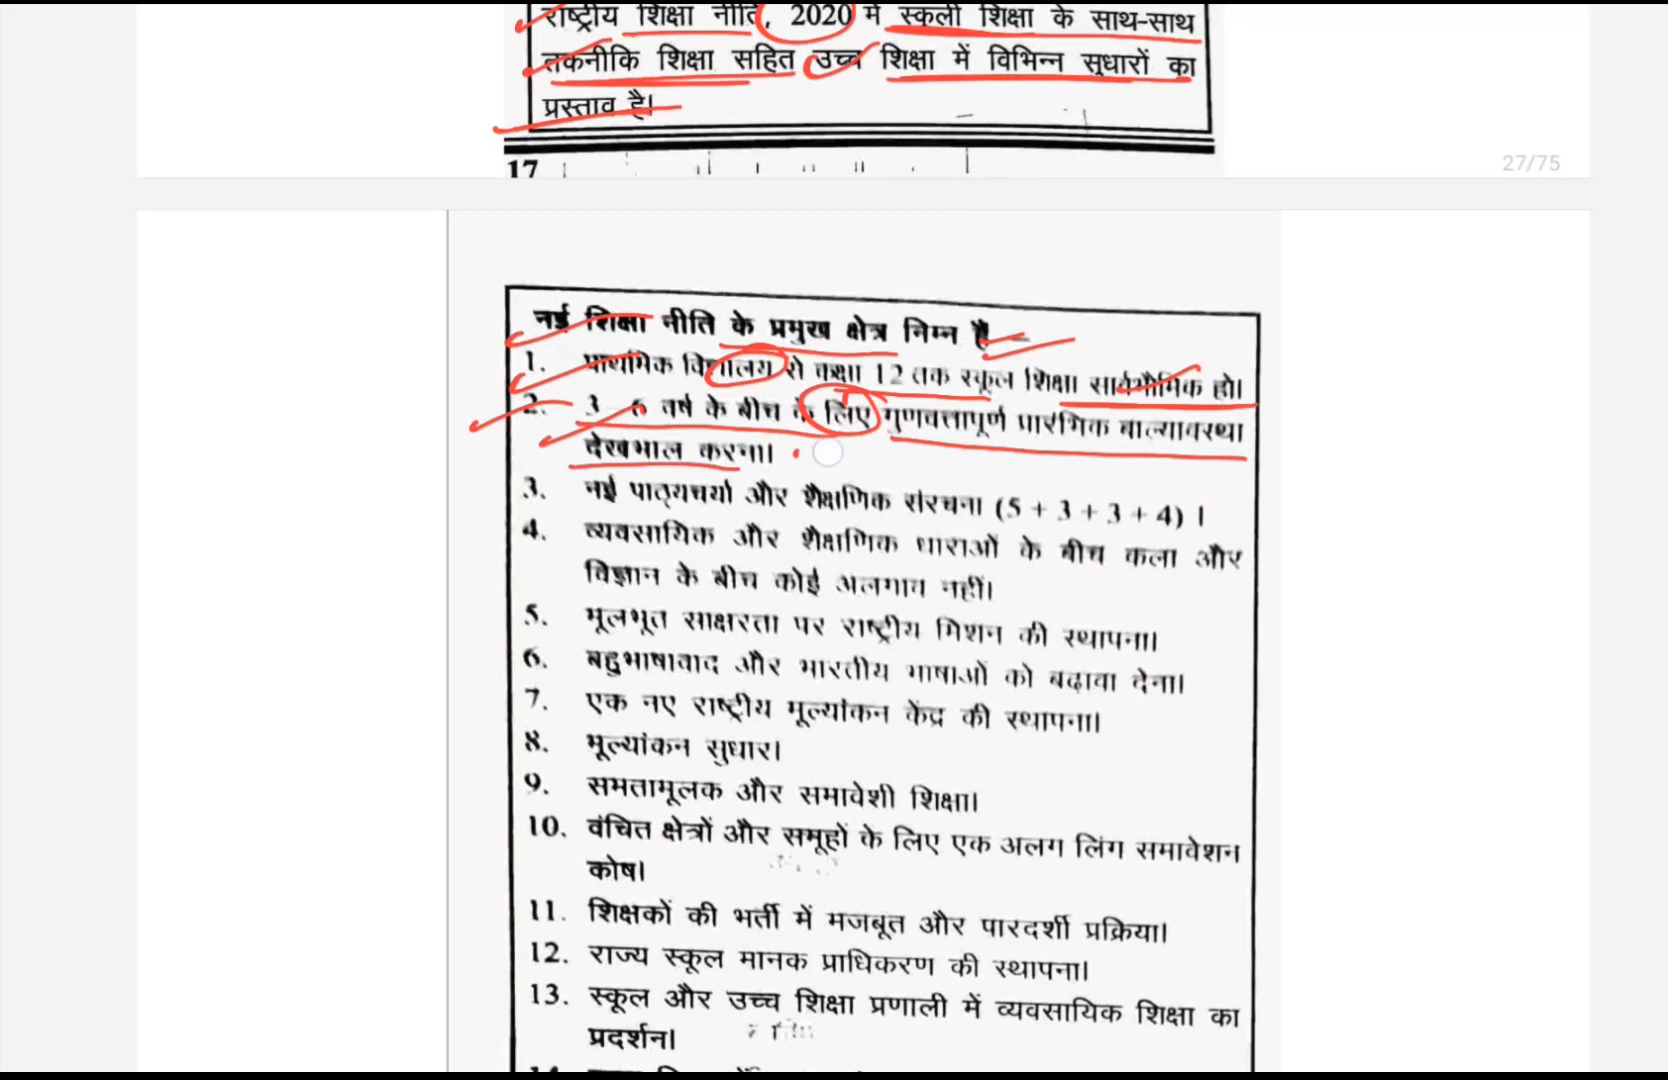 राष्ट्रीय शिक्षा नीति, 2020 में स्कूली शिक्षा के साथ-साथ
तकनीकि शिक्षा सहित उच्च शिक्षा में विभिन्न सुधारों का
प्रस्ताव है।
17
27/75
नई शिक्षा नीति के प्रमुख क्षेत्र निम्न है
1. प्राथमिक विद्यालय से कक्षा 12 तक स्कूल शिक्षा सार्वभौमिक हो।
2. 3 - 6 वर्ष के बीच के लिए गुणवत्तापूर्ण प्रारंभिक बाल्यावस्था
देखभाल करना।
3. नई पाठ्यचर्या और शैक्षणिक संरचना (5 + 3 + 3 + 4) ।
4. व्यवसायिक और शैक्षणिक धाराओं के बीच कला और
विज्ञान के बीच कोई अलगाव नहीं।
5. मूलभूत साक्षरता पर राष्ट्रीय मिशन की स्थापना।
6. बहुभाषावाद और भारतीय भाषाओं को बढ़ावा देना।
7. एक नए राष्ट्रीय मूल्यांकन केंद्र की स्थापना।
8. मूल्यांकन सुधार।
9. समतामूलक और समावेशी शिक्षा।
10. वंचित क्षेत्रों और समूहों के लिए एक अलग लिंग समावेशन
कोष।
11. शिक्षकों की भर्ती में मजबूत और पारदर्शी प्रक्रिया।
12. राज्य स्कूल मानक प्राधिकरण की स्थापना।
13. स्कूल और उच्च शिक्षा प्रणाली में व्यवसायिक शिक्षा का
प्रदर्शन।